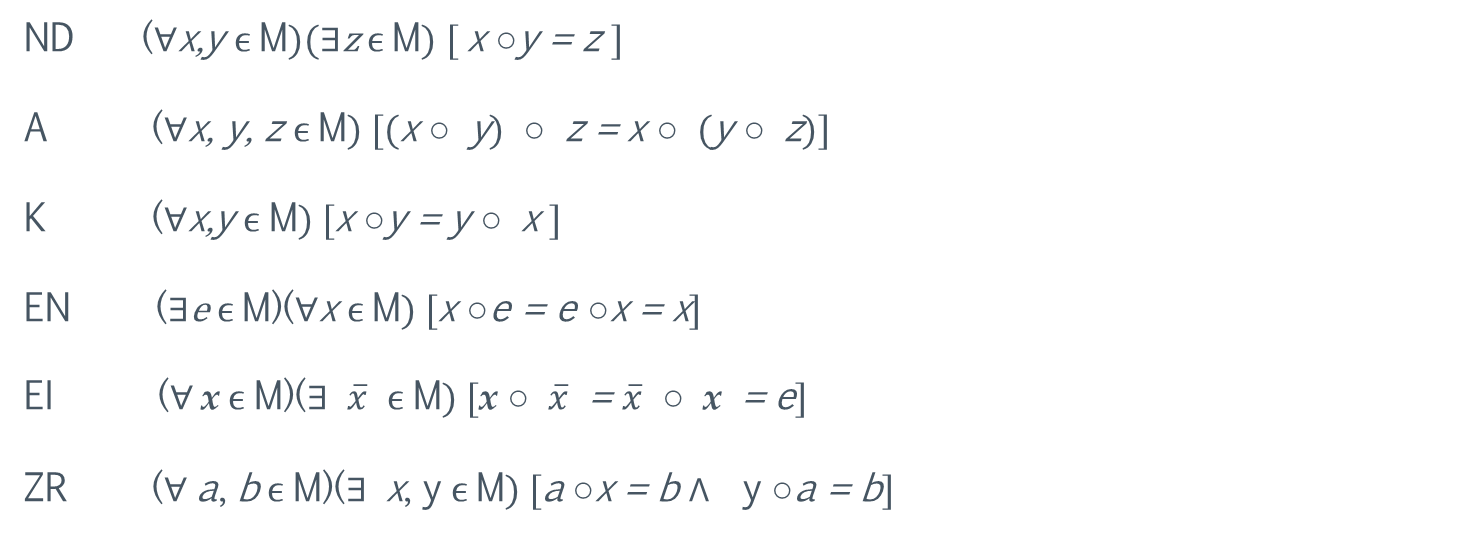 ND (∀x,y ϵ M)(∃z ϵ M) [ x ○ y = z ]
A (∀x, y, z ϵ M) [(x ○ y) ○ z = x ○ (y ○ z)]
K (∀x,y ϵ M) [x ○ y = y ○ x ]
EN (∃e ϵ M)(∀x ϵ M) [x ○ e = e ○ x = x]
EI (∀ x ϵ M)(∃ x̄ ϵ M) [x ○ x̄ = x̄ ○ x = e]
ZR (∀ a, b ϵ M)(∃ x, y ϵ M) [a ○ x = b ∧ y ○ a = b]